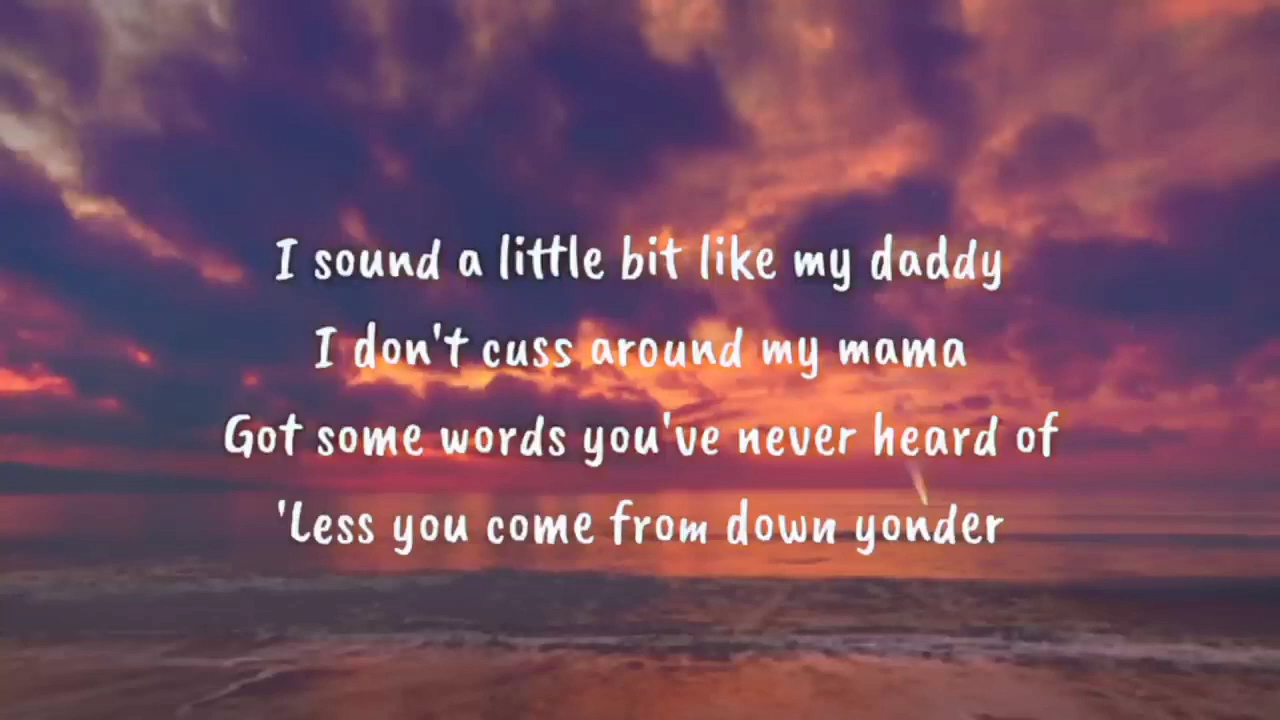 I sound a little bit like my daddy
I don't cuss around my mama
Got some words you've never heard of
'Less you come from down yonder